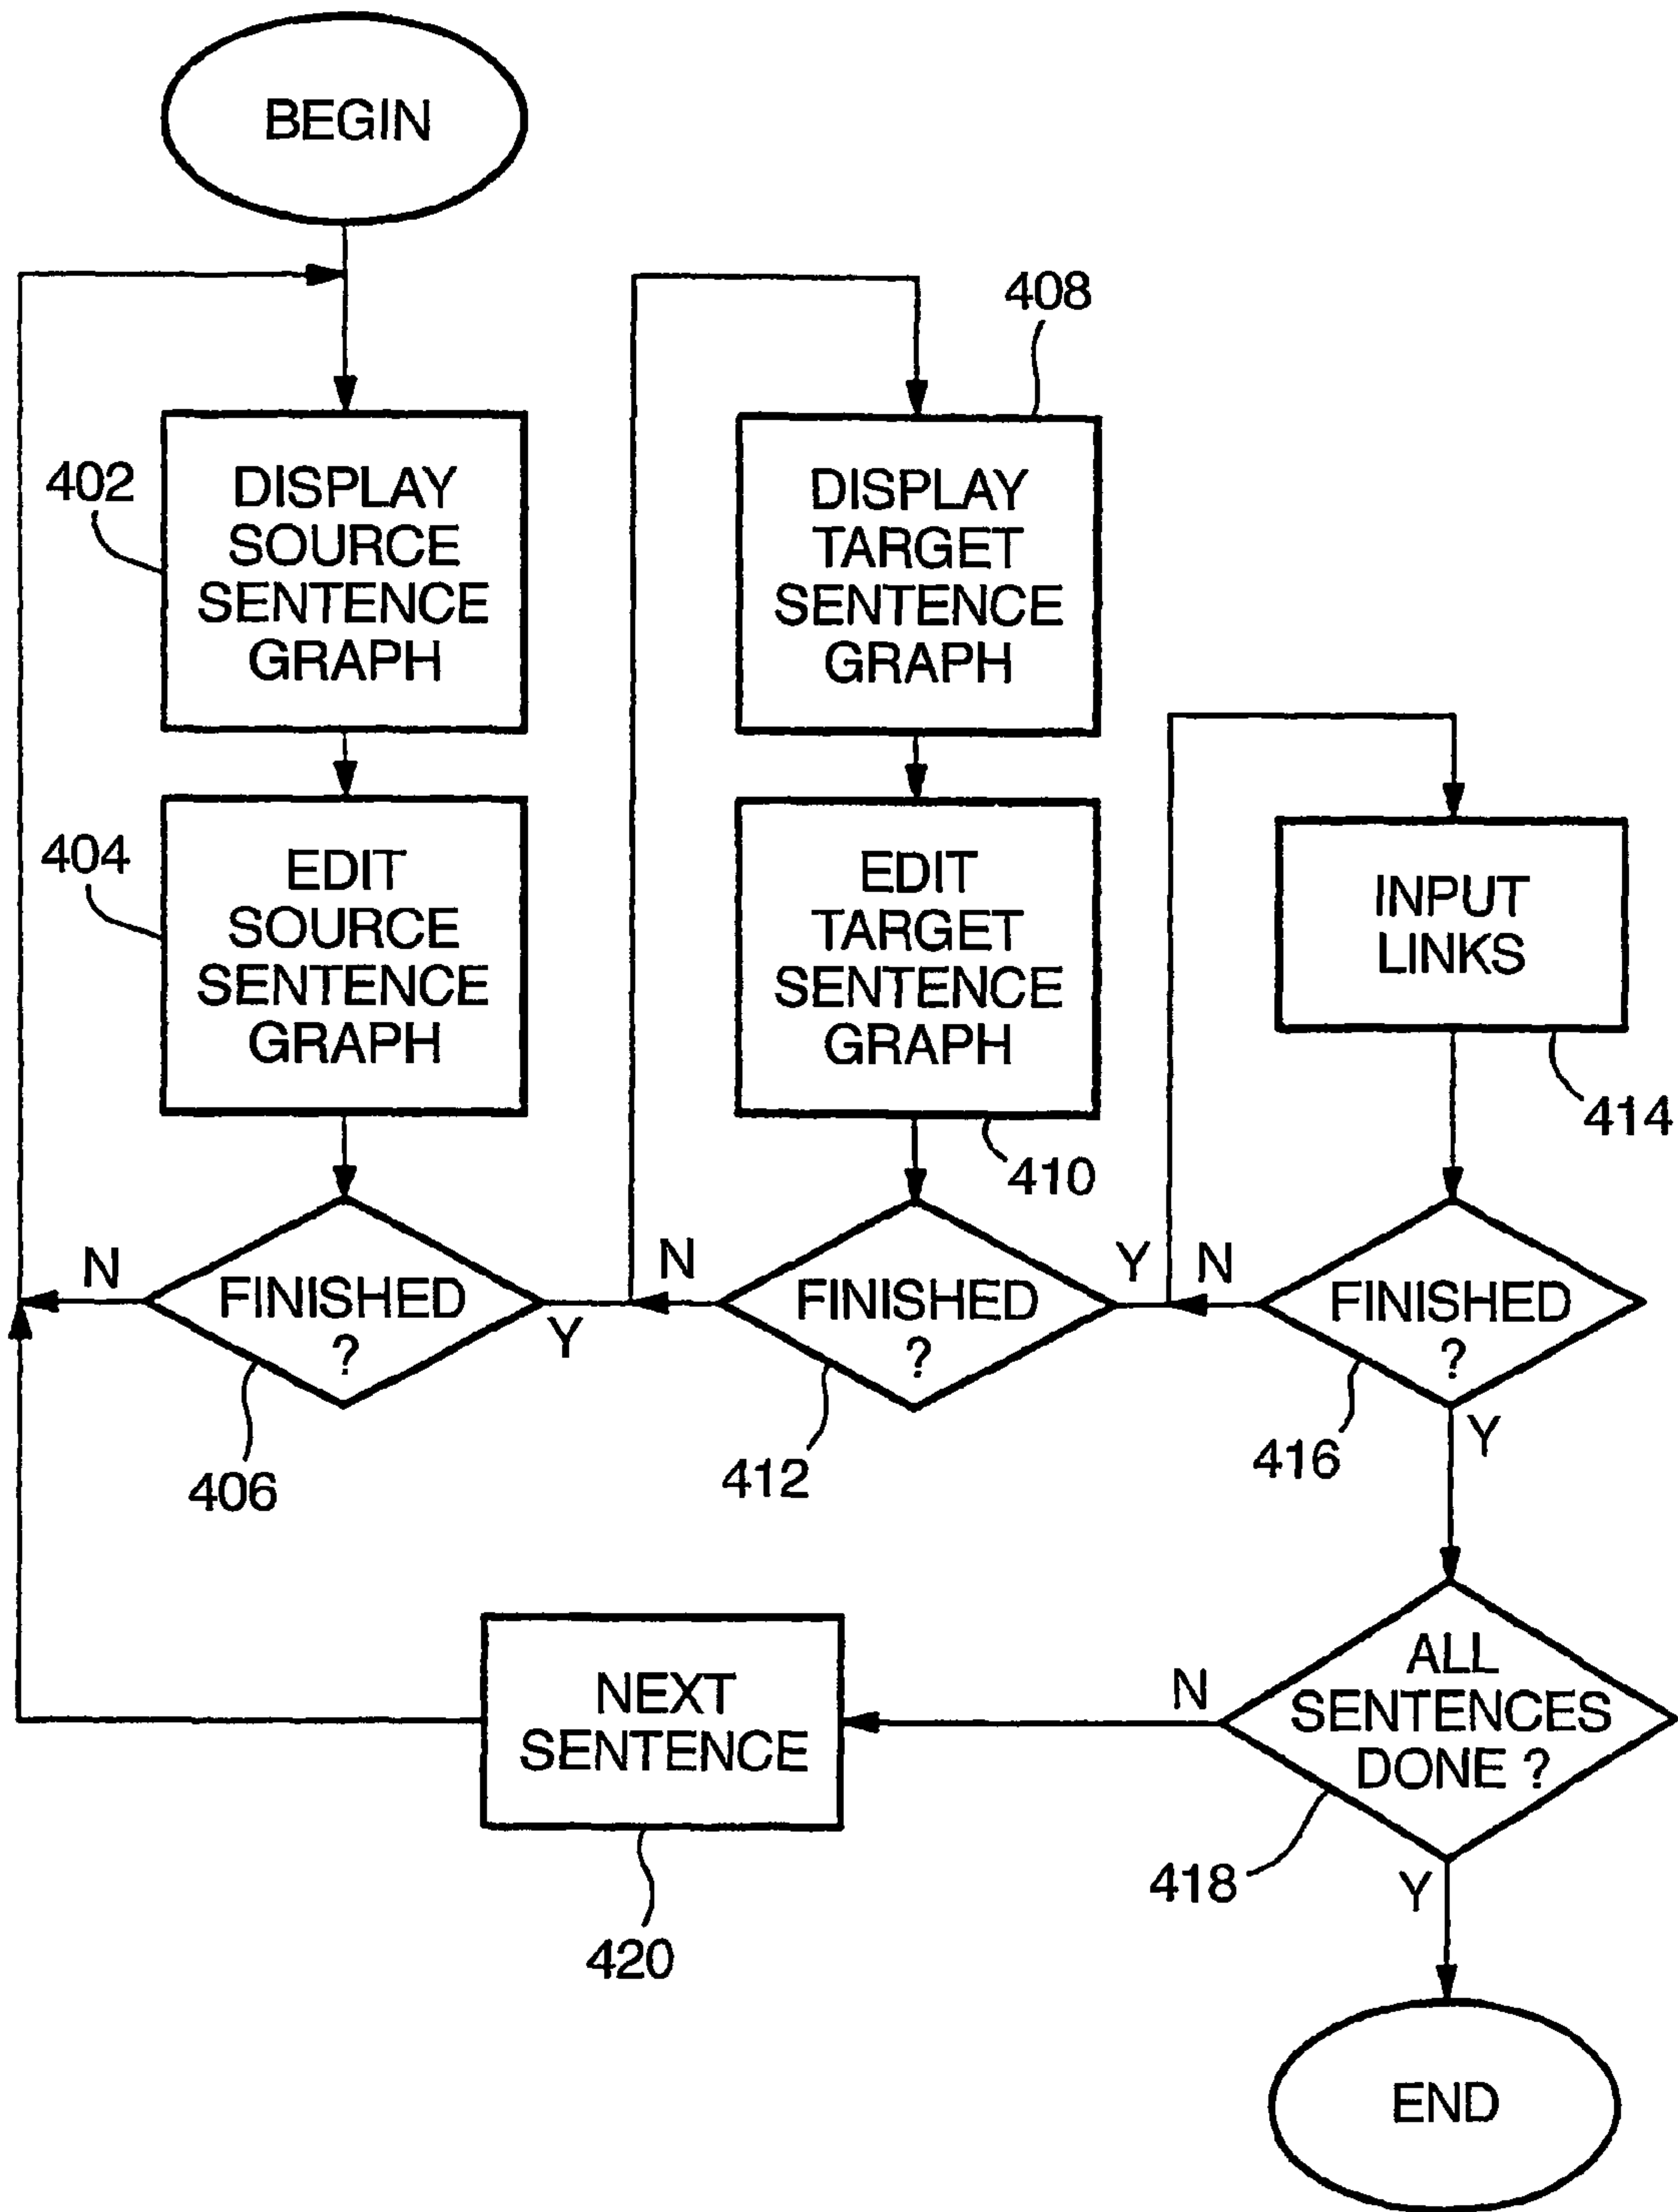 BEGIN
402
DISPLAY
SOURCE
SENTENCE
GRAPH
404
EDIT
SOURCE
SENTENCE
GRAPH
N
FINISHED
?
Y
406
408
DISPLAY
TARGET
SENTENCE
GRAPH
EDIT
TARGET
SENTENCE
GRAPH
410
N
FINISHED
?
Y
412
INPUT
LINKS
414
N
FINISHED
?
416
Y
ALL
SENTENCES
DONE ?
N
418
Y
NEXT
SENTENCE
420
END